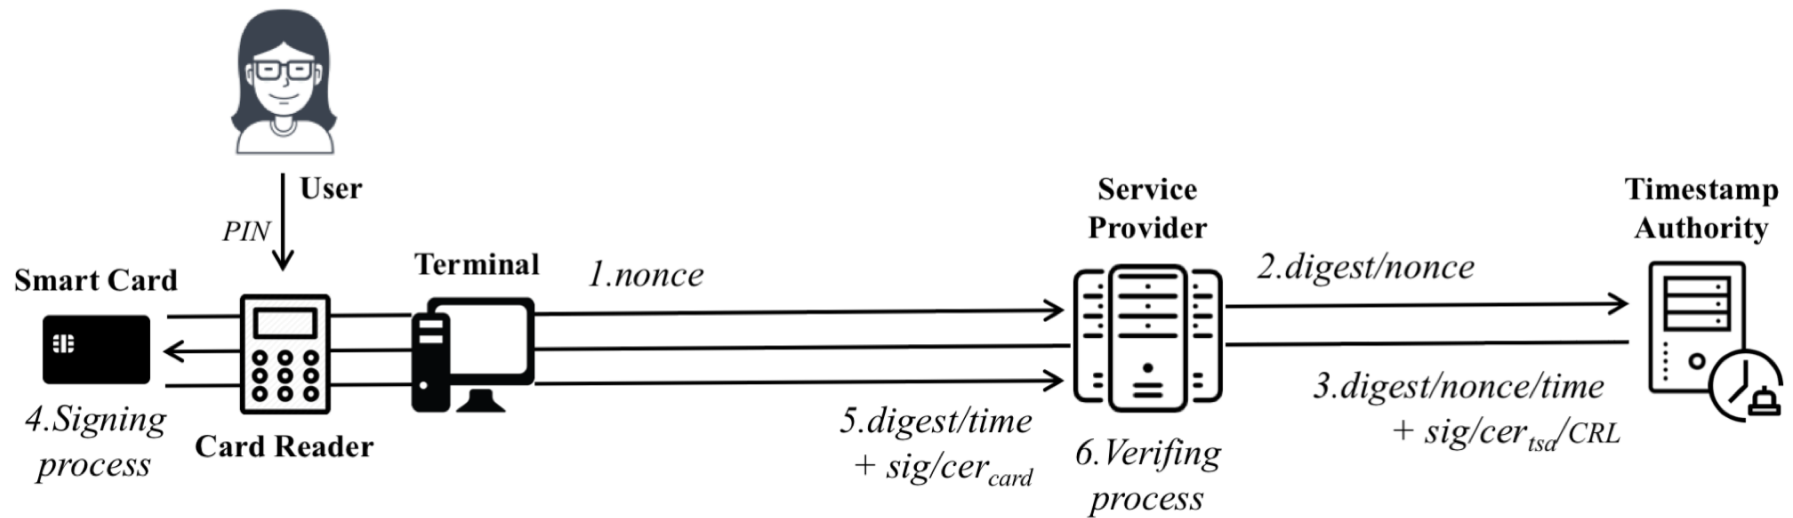 User
PIN
Smart Card
Terminal
1.nonce
Service
Provider
2.digest/nonce
Timestamp
Authority
4.Signing
process
Card Reader
5.digest/time
+ sig/cercard
6.Verifing
process
3.digest/nonce/time
+ sig/certsa/CRL